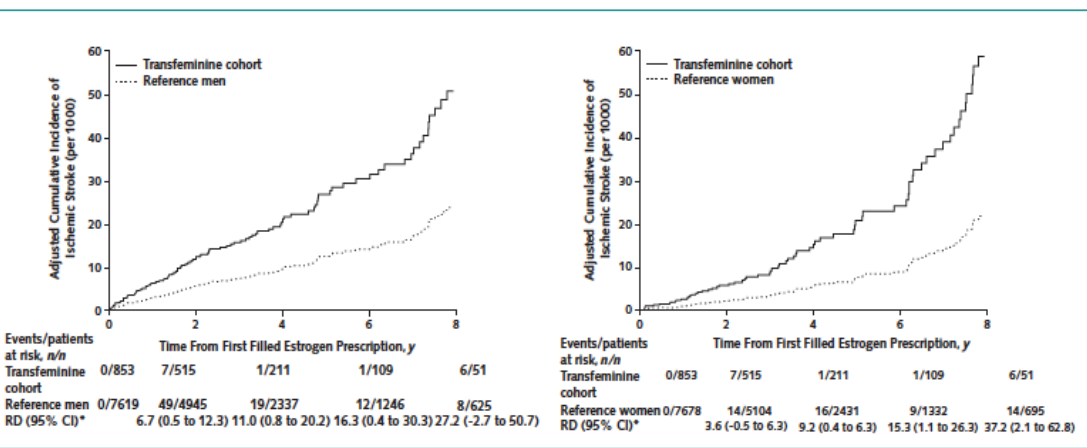 60
50
40
30
20
10
0
Adjusted Cumulative Incidence of
Ischemic Stroke (per 1000)
Transfeminine cohort
Reference men
0 2 4 6 8
Events/patients
at risk, n/n
Time From First Filled Estrogen Prescription, y
Transfeminine
cohort
0/853 7/515 1/211 1/109 6/51
Reference men 0/7619 49/4945 19/2337 12/1246 8/625
RD (95% CI)* 6.7 (0.5 to 12.3) 11.0 (0.8 to 20.2) 16.3 (0.4 to 30.3) 27.2 (-2.7 to 50.7)
60
50
40
30
20
10
0
Adjusted Cumulative Incidence of
Ischemic Stroke (per 1000)
Transfeminine cohort
Reference women
0 2 4 6 8
Events/patients
at risk, n/n
Time From First Filled Estrogen Prescription, y
Transfeminine
cohort
0/853 7/515 1/211 1/109 6/51
Reference women 0/7678 14/5104 16/2431 9/1332 14/695
RD (95% CI)* 3.6 (-0.5 to 6.3) 9.2 (0.4 to 6.3) 15.3 (1.1 to 26.3) 37.2 (2.1 to 62.8)